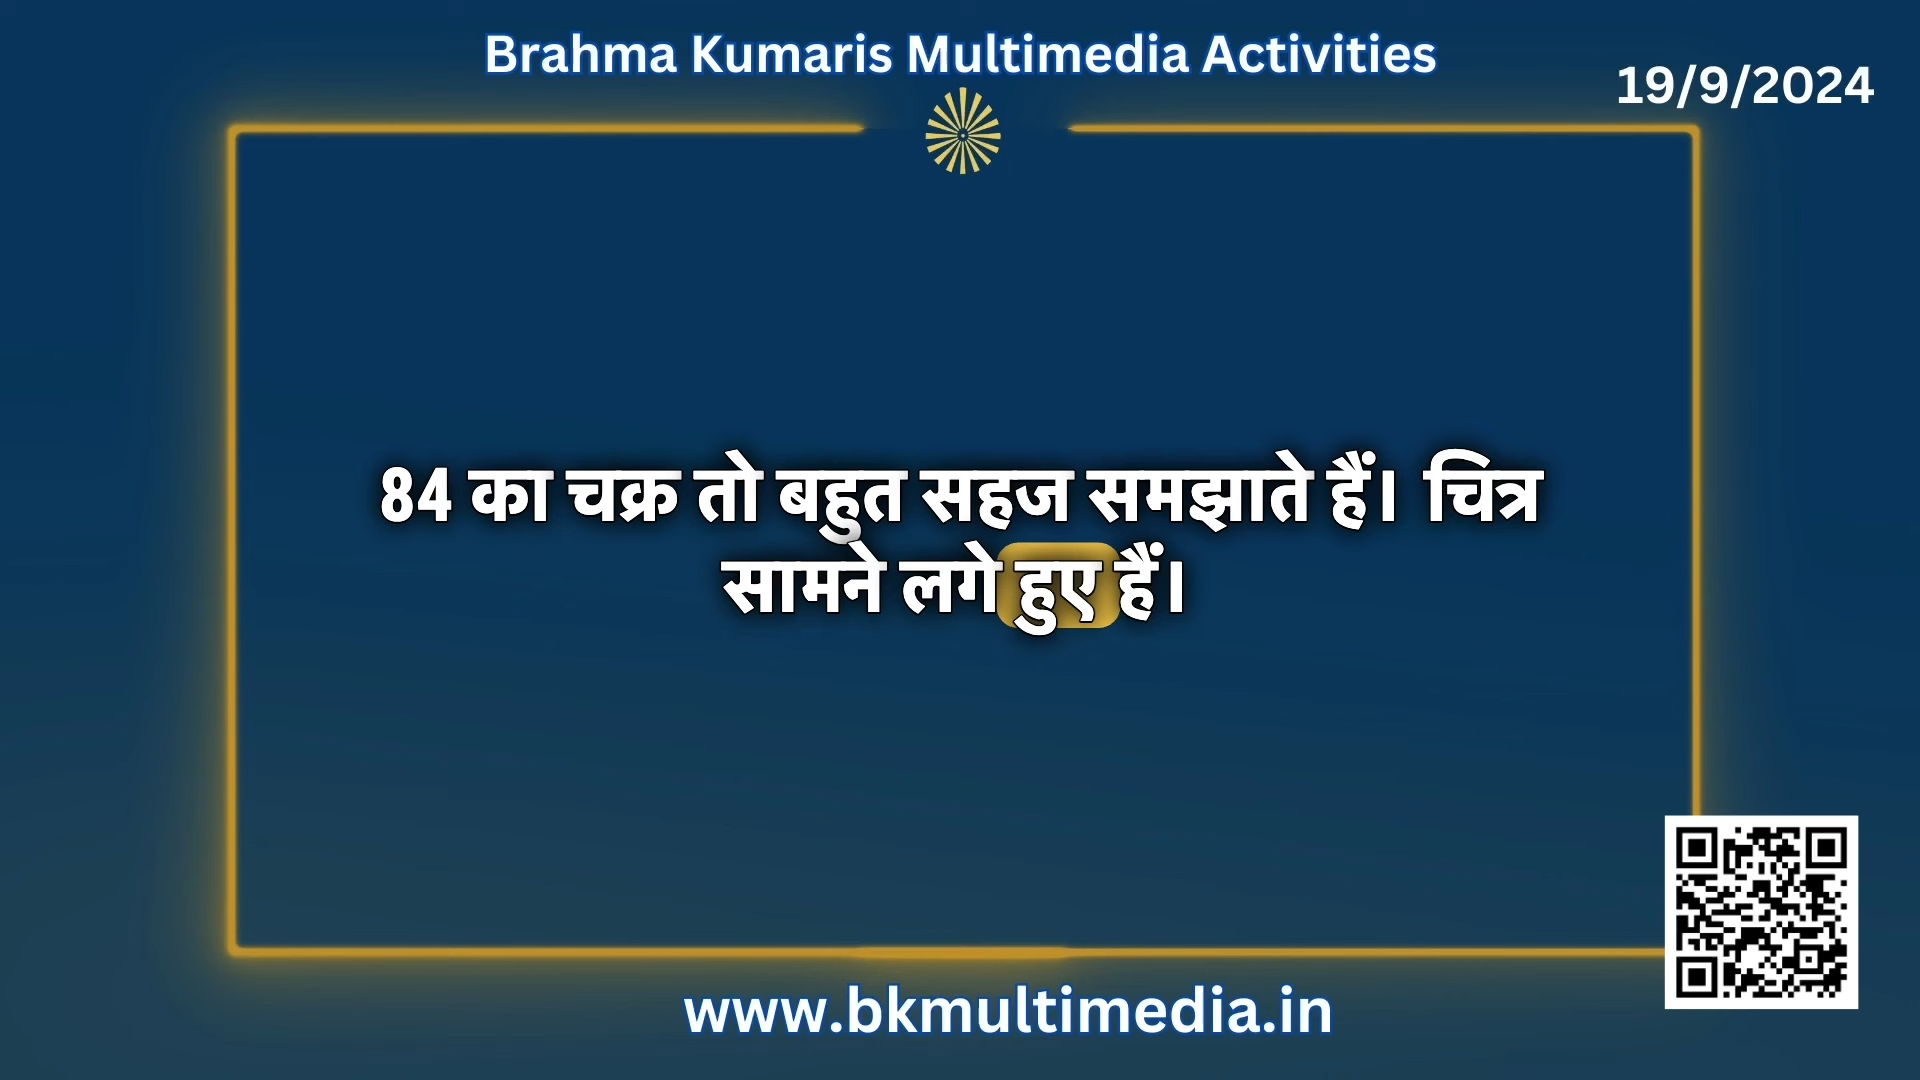 Brahma Kumaris Multimedia Activities
19/9/2024
84 का चक्र तो बहुत सहज समझाते हैं। चित्र
सामने लगे हुए हैं।
www.bkmultimedia.in